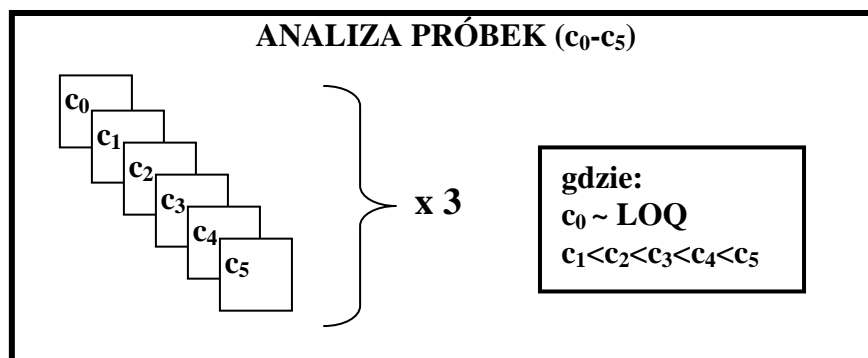 ANALIZA PRÓBEK (c₀-c₅)
c₀
c₁
c₂
c₃
c₄
c₅
x 3
gdzie:
c₀ ~ LOQ
c₁<c₂<c₃<c₄<c₅